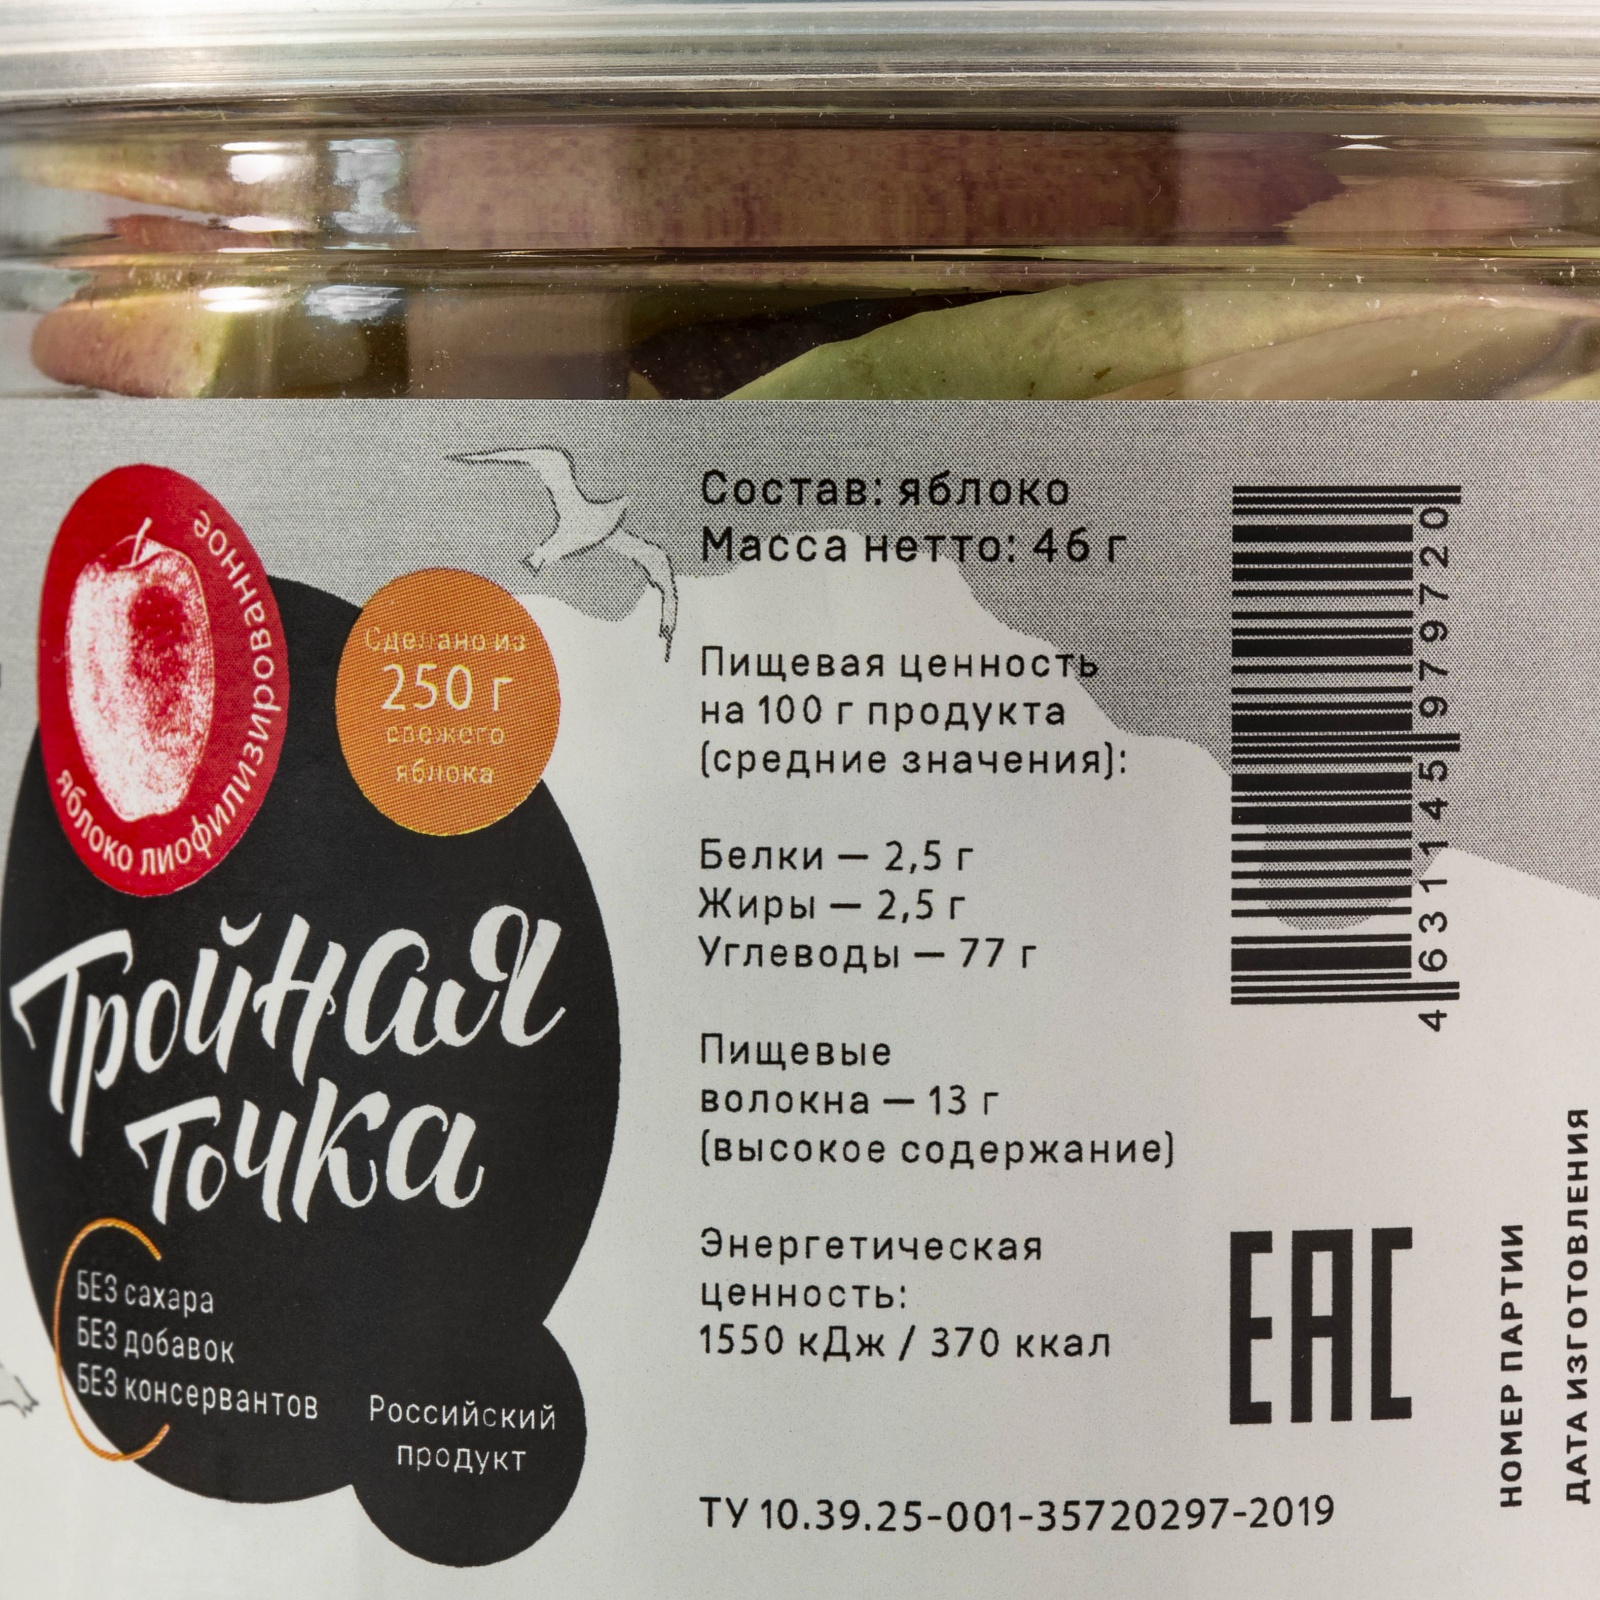 яблоко лиофилизированное
Сделано из
250 г
свежего
яблока
Тройная
точка
БЕЗ сахара
БЕЗ добавок
БЕЗ консервантов
Российский
продукт
Состав: яблоко
Масса нетто: 46 г
Пищевая ценность
на 100 г продукта
(средние значения):
Белки — 2,5 г
Жиры — 2,5 г
Углеводы — 77 г
Пищевые
волокна — 13 г
(высокое содержание)
Энергетическая
ценность:
1550 кДж / 370 ккал
ТУ 10.39.25-001-35720297-2019
4 631145 979720
ЕАС
НОМЕР ПАРТИИ
ДАТА ИЗГОТОВЛЕНИЯ